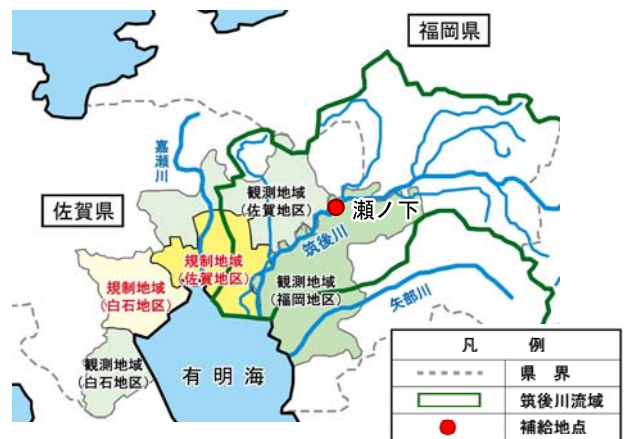 福岡県
嘉瀬川
佐賀県
観測地域
(佐賀地区)
瀬ノ下
筑後川
規制地域
(佐賀地区)
規制地域
(白石地区)
観測地域
(福岡地区)
矢部川
観測地域
(白石地区)
有明海
凡 例
県 界
筑後川流域
補給地点